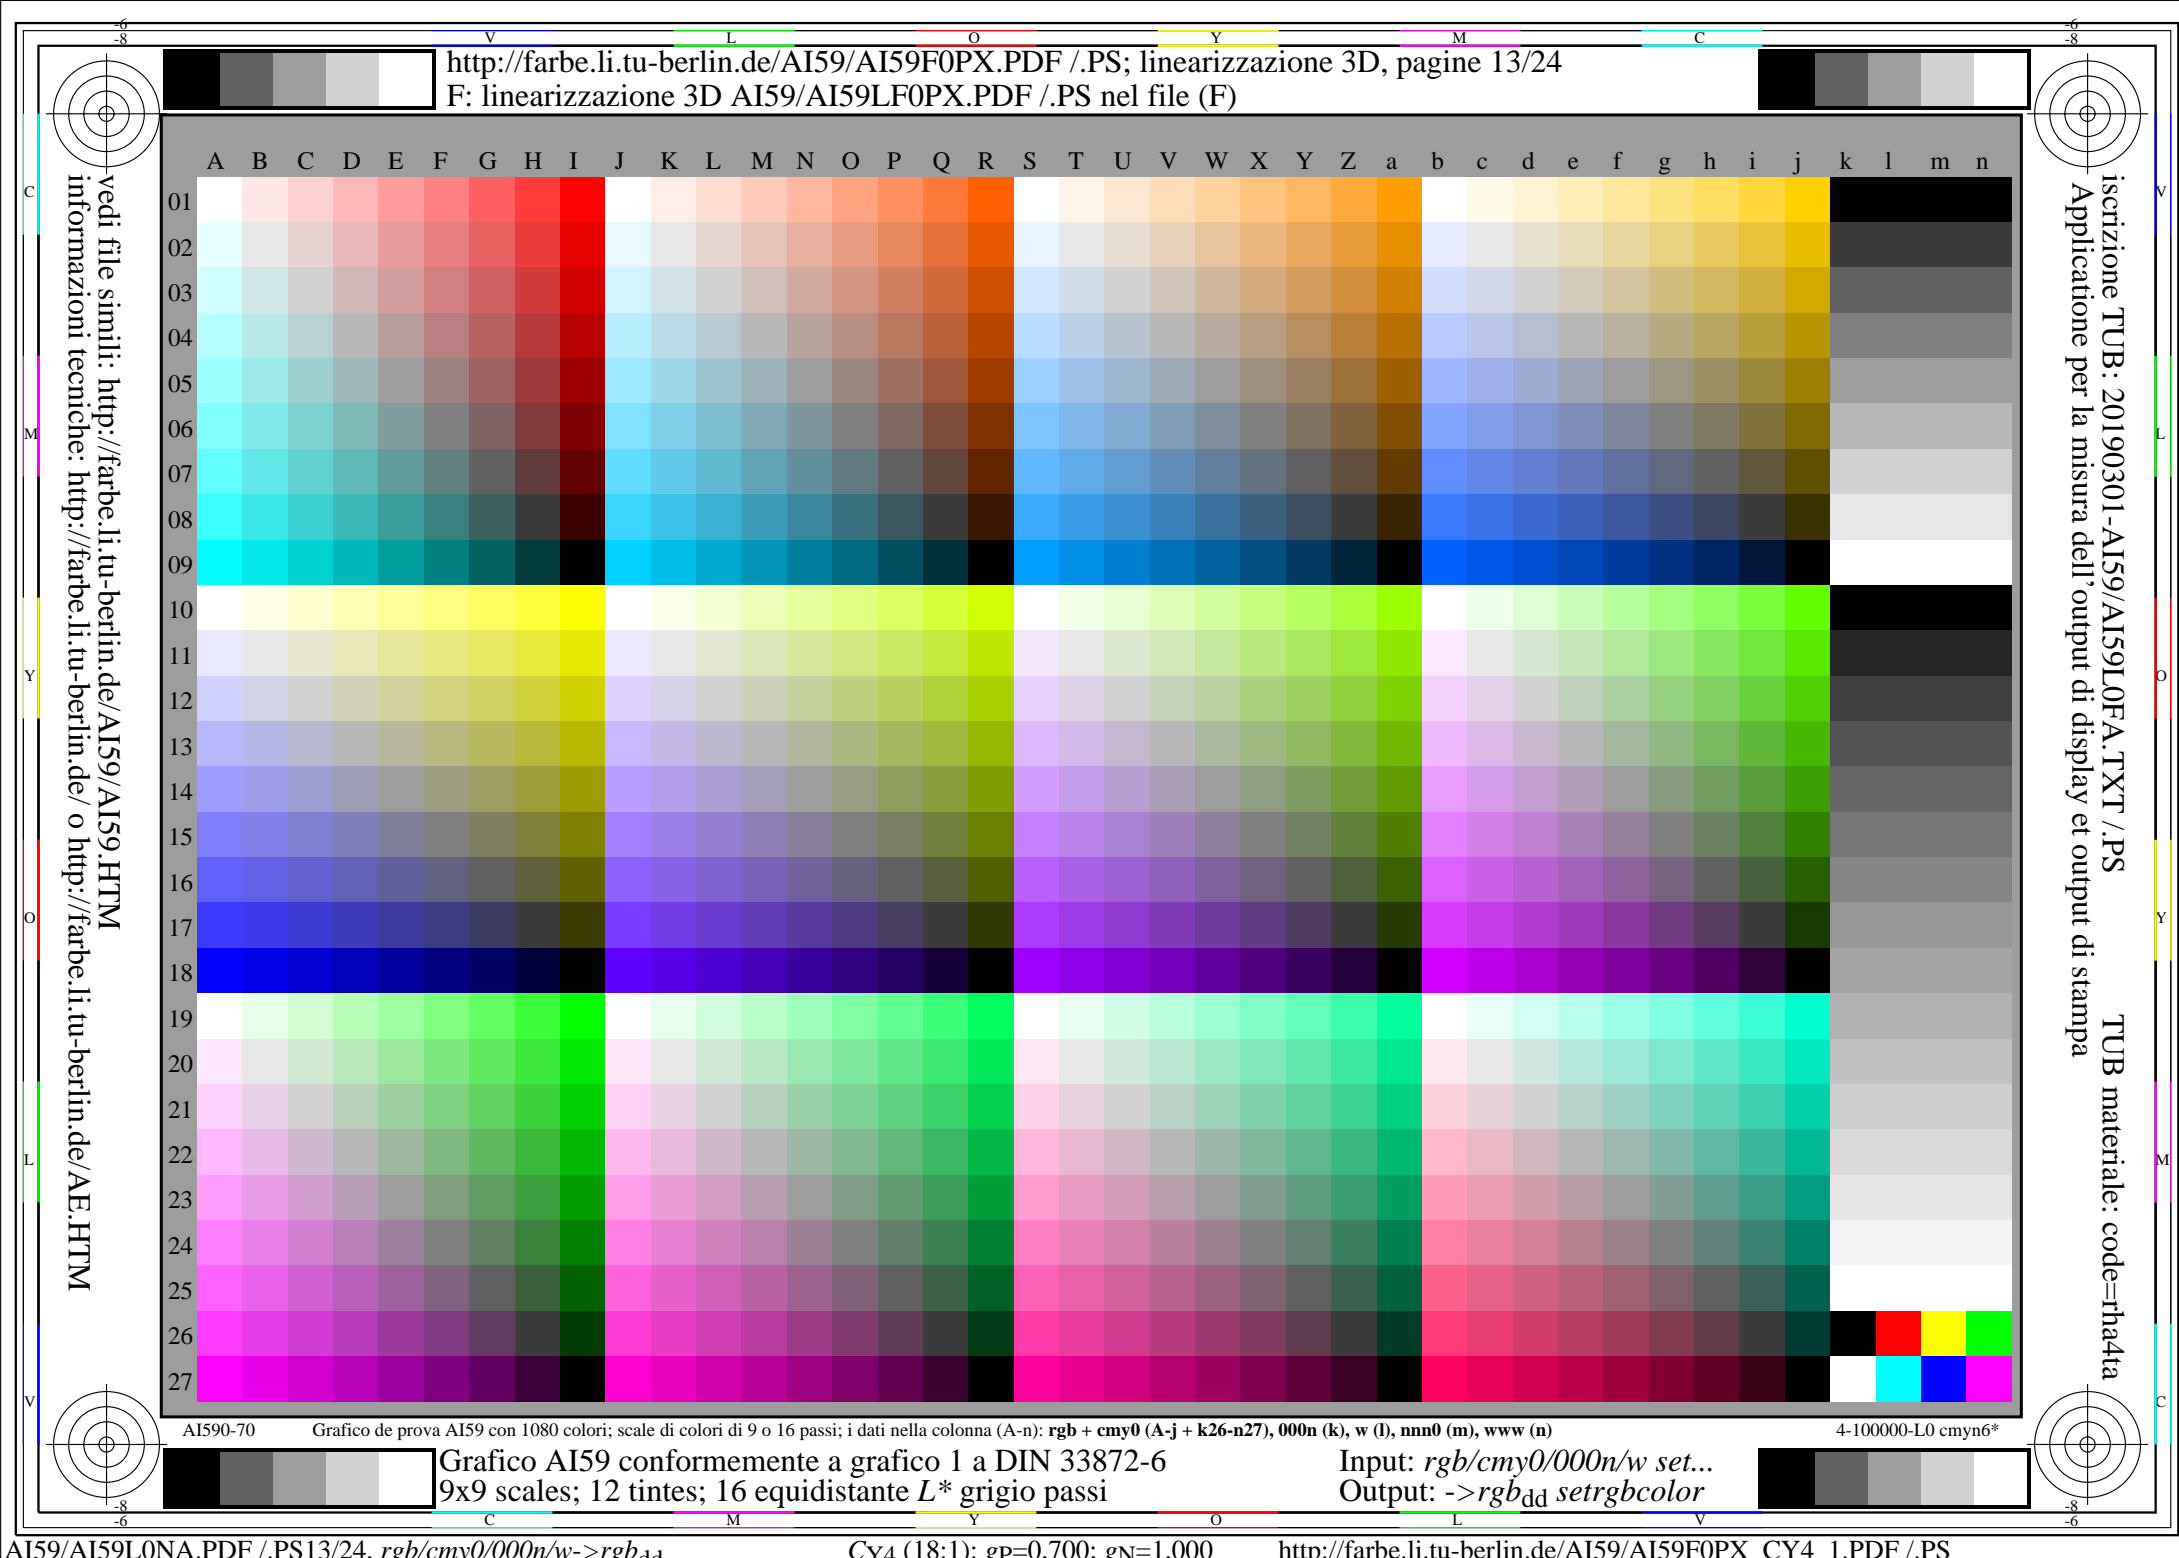 -6
-8
-6
-8
V L O Y M C
http://farbe.li.tu-berlin.de/AI59/AI59F0PX.PDF /.PS; linearizzazione 3D, pagine 13/24
F: linearizzazione 3D AI59/AI59LF0PX.PDF /.PS nel file (F)
A B C D E F G H I J K L M N O P Q R S T U V W X Y Z a b c d e f g h i j k l m n
01
02
03
04
05
06
07
08
09
10
11
12
13
14
15
16
17
18
19
20
21
22
23
24
25
26
27
C
M
Y
O
L
V
vedi file simili: http://farbe.li.tu-berlin.de/AI59/AI59.HTM
informazioni tecniche: http://farbe.li.tu-berlin.de/ o http://farbe.li.tu-berlin.de/AE.HTM
iscrizione TUB: 20190301-AI59/AI59L0FA.TXT /.PS
TUB materiale: code=rha4ta
Applicatione per la misura dell'output di display et output di stampa
V
L
O
Y
M
C
AI590-70
Grafico de prova AI59 con 1080 colori; scale di colori di 9 o 16 passi; i dati nella colonna (A-n): rgb + cmy0 (A-j + k26-n27), 000n (k), w (l), nnn0 (m), www (n)
4-100000-L0 cmyn6*
Grafico AI59 conformemente a grafico 1 a DIN 33872-6
9x9 scales; 12 tintes; 16 equidistante L* grigio passi
Input: rgb/cmy0/000n/w set...
Output: ->rgbdd setrgbcolor
-8
-6
-8
-6
C M Y O L V
AI59/AI59L0NA.PDF /.PS13/24, rgb/cmy0/000n/w->rgbdd
CY4 (18:1): gP=0.700; gN=1.000
http://farbe.li.tu-berlin.de/AI59/AI59F0PX_CY4_1.PDF /.PS